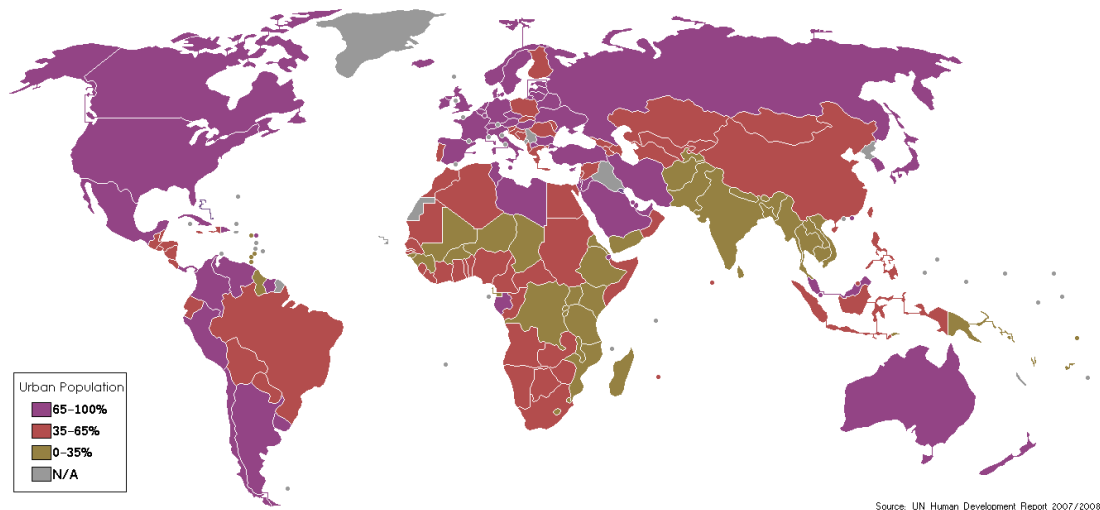 Urban Population
65-100%
35-65%
0-35%
N/A
Source: UN Human Development Report 2007/2008